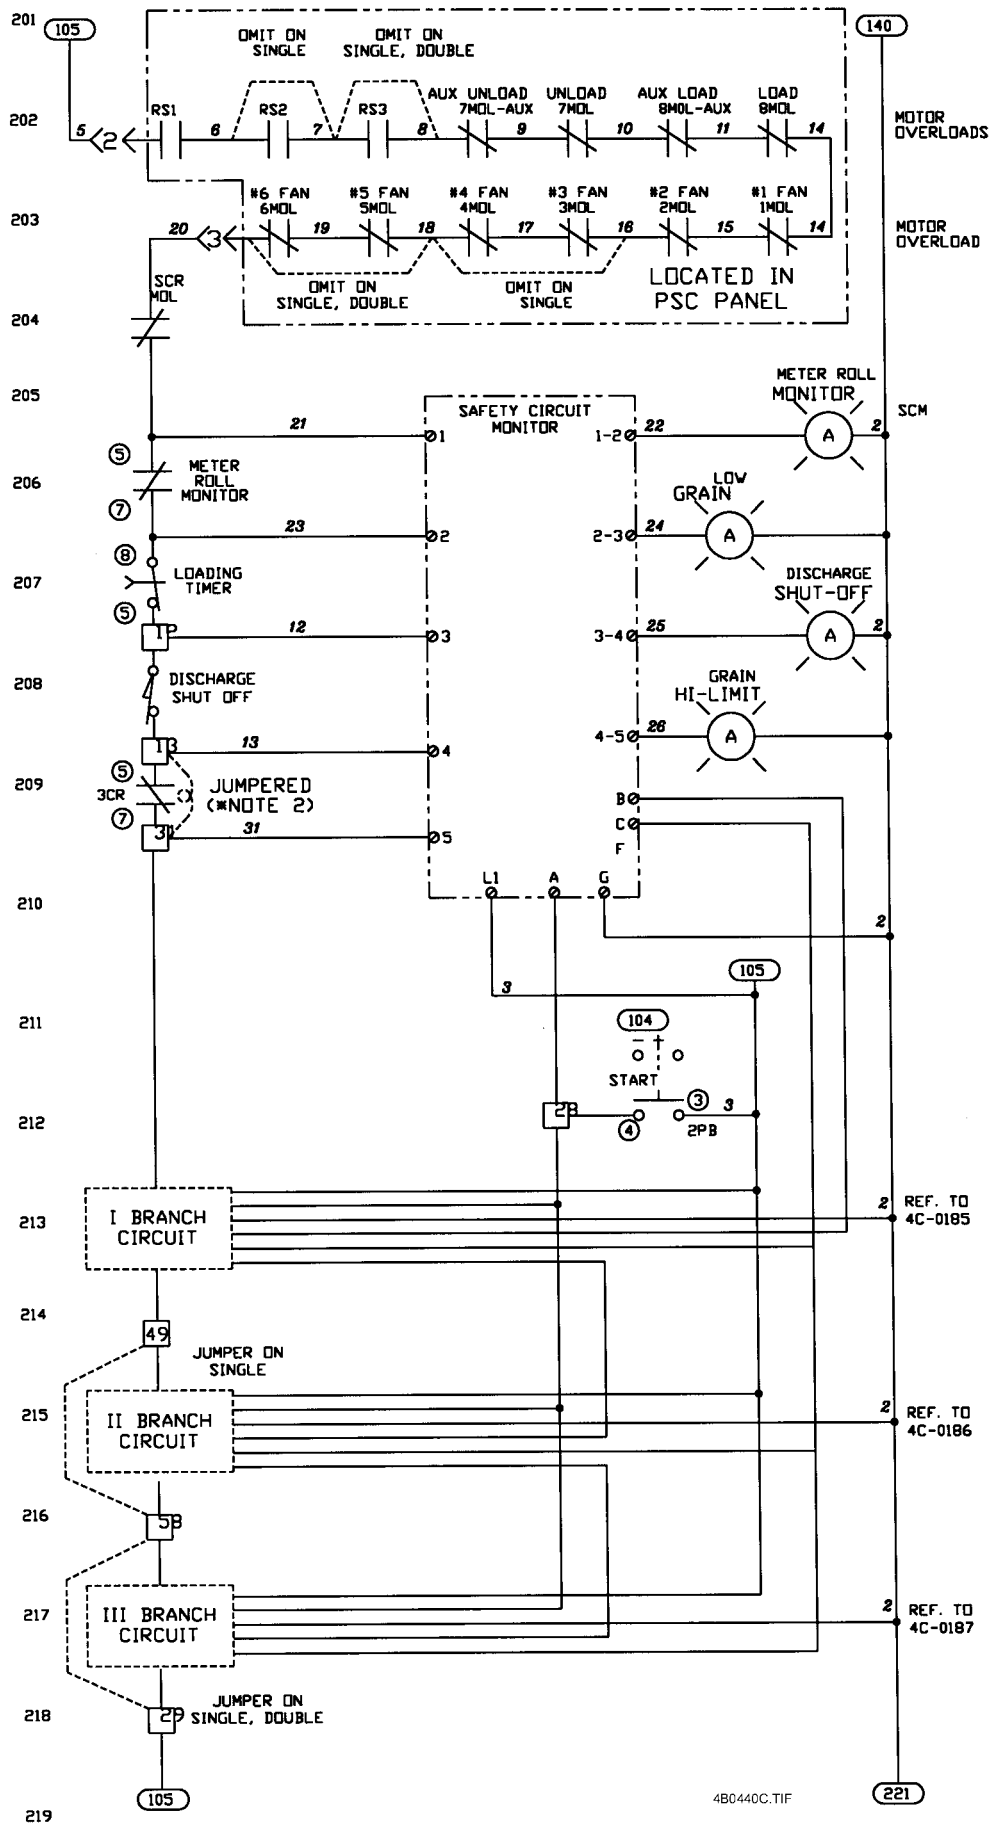 201
105
140
OMIT ON
SINGLE
OMIT ON
SINGLE, DOUBLE
202
5
2
RS1
6
RS2
7
RS3
8
AUX UNLOAD
7MOL-AUX
9
UNLOAD
7MOL
10
AUX LOAD
8MOL-AUX
11
LOAD
8MOL
14
MOTOR
OVERLOADS
203
20
3
#6 FAN
6MOL
19
#5 FAN
5MOL
18
#4 FAN
4MOL
17
#3 FAN
3MOL
16
#2 FAN
2MOL
15
#1 FAN
1MOL
14
MOTOR
OVERLOAD
OMIT ON
SINGLE, DOUBLE
OMIT ON
SINGLE
LOCATED IN
PSC PANEL
SCR
MOL
204
205
SAFETY CIRCUIT
MONITOR
METER ROLL
MONITOR
SCM
21
1
1-2
22
A
2
5
206
METER
ROLL
MONITOR
7
LOW
GRAIN
23
2
2-3
24
A
8
207
LOADING
TIMER
5
DISCHARGE
SHUT-OFF
12
3
3-4
25
A
2
208
DISCHARGE
SHUT OFF
GRAIN
HI-LIMIT
13
13
4
4-5
26
A
209
5
3CR
7
JUMPERED
(*NOTE 2)
B
C
F
31
5
210
L1
A
G
2
105
3
211
104
START
3
3
212
28
4
2PB
213
I BRANCH
CIRCUIT
2
REF. TO
4C-0185
214
49
JUMPER ON
SINGLE
215
II BRANCH
CIRCUIT
2
REF. TO
4C-0186
216
58
217
III BRANCH
CIRCUIT
2
REF. TO
4C-0187
218
29
JUMPER ON
SINGLE, DOUBLE
105
4B0440C.TIF
221
219